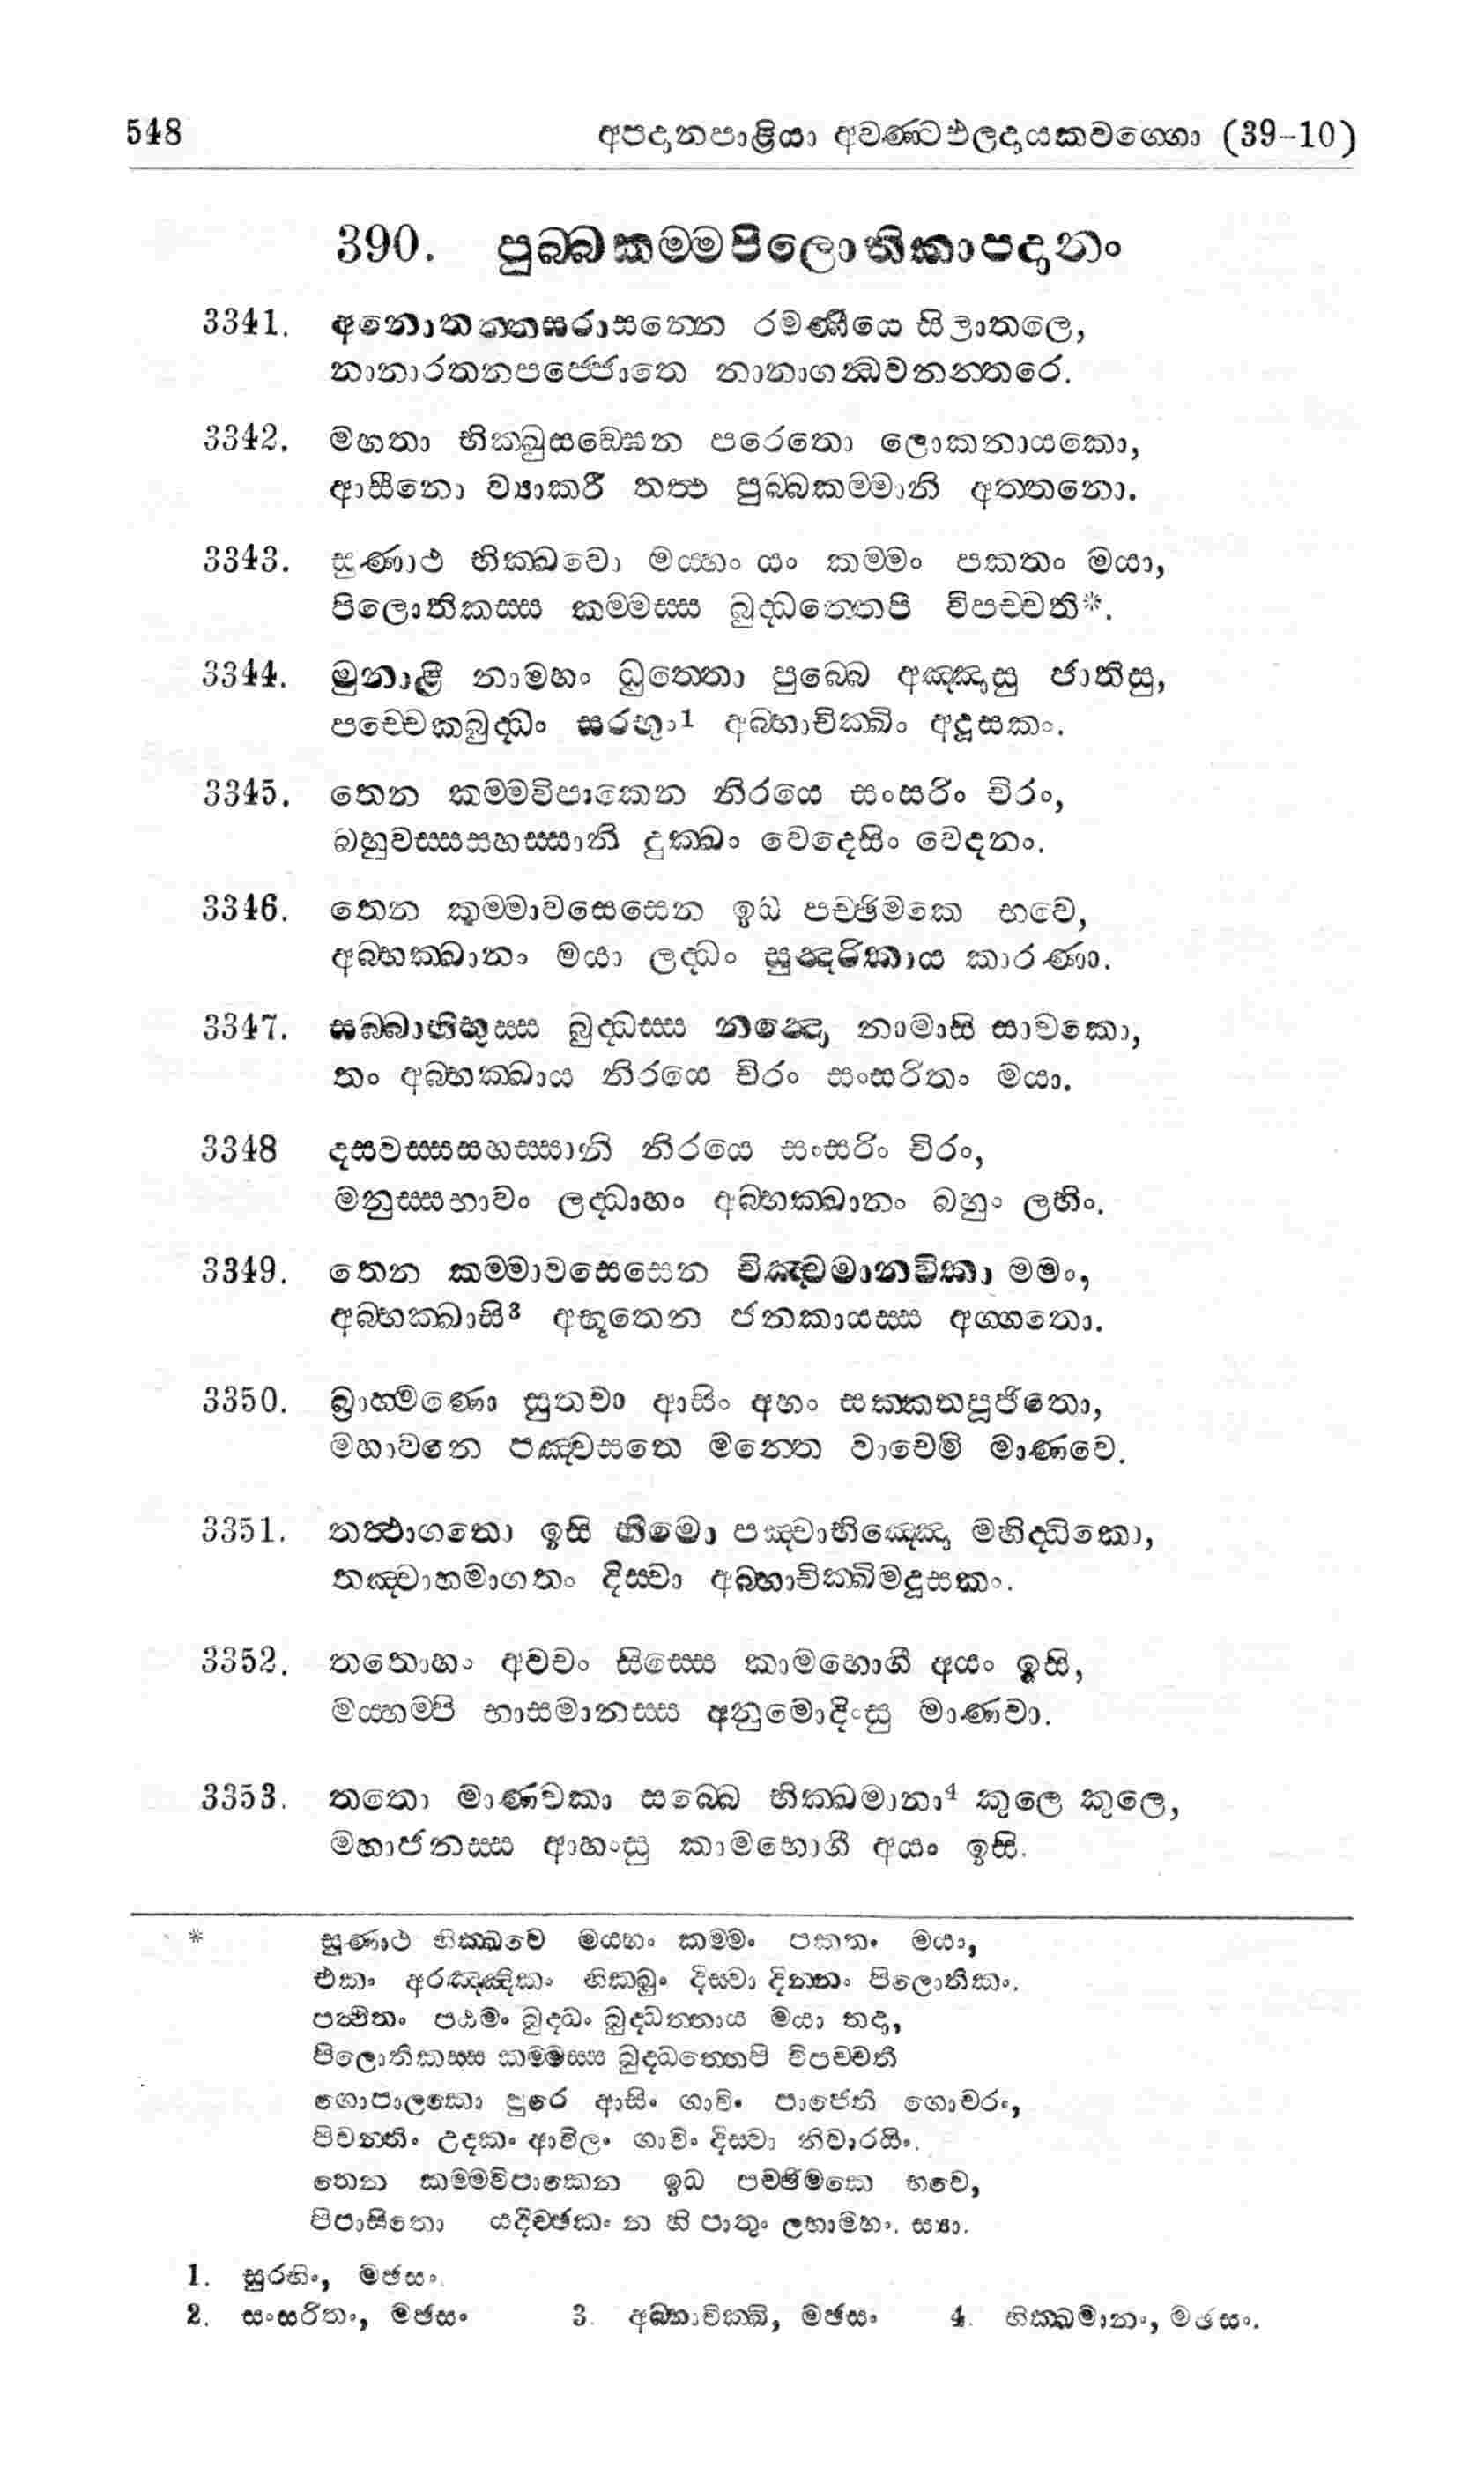 548 අපදානපාළියා අවණ්ටඵලදායකවග්ගො (39-10)
390. පුබ්බකම්මපිලොතිකාපදානං
3341. අනොතත්තසරාසන්නෙ රමණීයෙ සිලාතලෙ,
නානාරතනපජ්ජොතෙ නානාගන්ධවනන්තරෙ.
3342. මහතා භික්ඛුසඞ්ඝෙන පරෙතො ලොකනායකො,
ආසීනො ව්‍යාකරී තත්‍ථ පුබ්බකම්මානි අත්තනො.
3343. සුණාථ භික්ඛවො මය්හං යං කම්මං පකතං මයා,
පිලොතිකස්ස කම්මස්ස බුද්ධත්තෙපි විපච්චති*.
3344. මුනාළි නාමහං ධුත්තො පුබ්බෙ අඤ්ඤාසු ජාතිසු,
පච්චෙකබුද්ධං සරභුං1 අබ්භාචික්ඛිං අදූසකං.
3345. තෙන කම්මවිපාකෙන නිරයෙ සංසරිං චිරං,
බහුවස්සසහස්සානි දුක්ඛං වෙදෙසිං වෙදනං.
3346. තෙන කම්මාවසෙසෙන ඉධ පච්ඡිමකෙ භවෙ,
අබ්භක්ඛානං මයා ලද්ධං සුන්‍දරිකාය කාරණා.
3347. සබ්බාභිභුස්ස බුද්ධස්ස නන්‍දො නාමාසි සාවකො,
තං අබ්භක්ඛාය නිරයෙ චිරං සංසරිතං මයා.
3348 දසවස්සසහස්සානි නිරයෙ සංසරිං චිරං,
මනුස්සභාවං ලද්ධාහං අබ්භක්ඛානං බහුං ලභිං.
3349. තෙන කම්මාවසෙසෙන චිඤ්චමානවිකා මමං,
අබ්භක්ඛාසි3 අභූතෙන ජනකායස්ස අග්ගතො.
3350. බ්‍රාහ්මණො සුතවා ආසිං අහං සක්කතපූජිතො,
මහාවනෙ පඤ්චසතෙ මන්තෙ වාචෙමි මාණවෙ.
3351. තත්‍ථාගතො ඉසි භීමො පඤ්චාභිඤ්ඤො මහිද්ධිකො,
තඤ්චාහමාගතං දිස්වා අබ්භාචික්ඛිමදූසකං.
3352. තතොහං අවචං සිස්සෙ කාමභොගී අයං ඉසි,
මය්හම්පි භාසමානස්ස අනුමොදිංසු මාණවා.
3353. තතො මාණවකා සබ්බෙ භික්ඛමානා4 කුලෙ කුලෙ,
මහාජනස්ස ආහංසු කාමභොගී අයං ඉසි.
* සුණාථ භික්ඛවෙ මය්හං කම්මං පකතං මයා,
එකං අරඤ්ඤිකං භික්ඛුං දිස්වා දින්නං පිලොතිකං.
පත්‍ථිතං පඨමං බුද්ධං බුද්ධත්තාය මයා තදා,
පිලොතිකස්ස කම්මස්ස බුද්ධත්තෙපි විපච්චති
ගොපාලකො පුරෙ ආසිං ගාවිං පාජෙති ගොචරං,
පිවන්තිං උදකං ආවිලං ගාවිං දිස්වා නිවාරයිං.
තෙන කම්මවිපාකෙන ඉධ පච්ඡිමකෙ භවෙ,
පිපාසිතො යදිච්ඡකං න හි පාතුං ලභාමහං. ස්‍යා.
1. සුරභිං, මඡසං.
2. සංසරිතං, මඡසං 3. අබ්භාචික්ඛි, මඡසං 4. භික්ඛමානං, මඡසං.